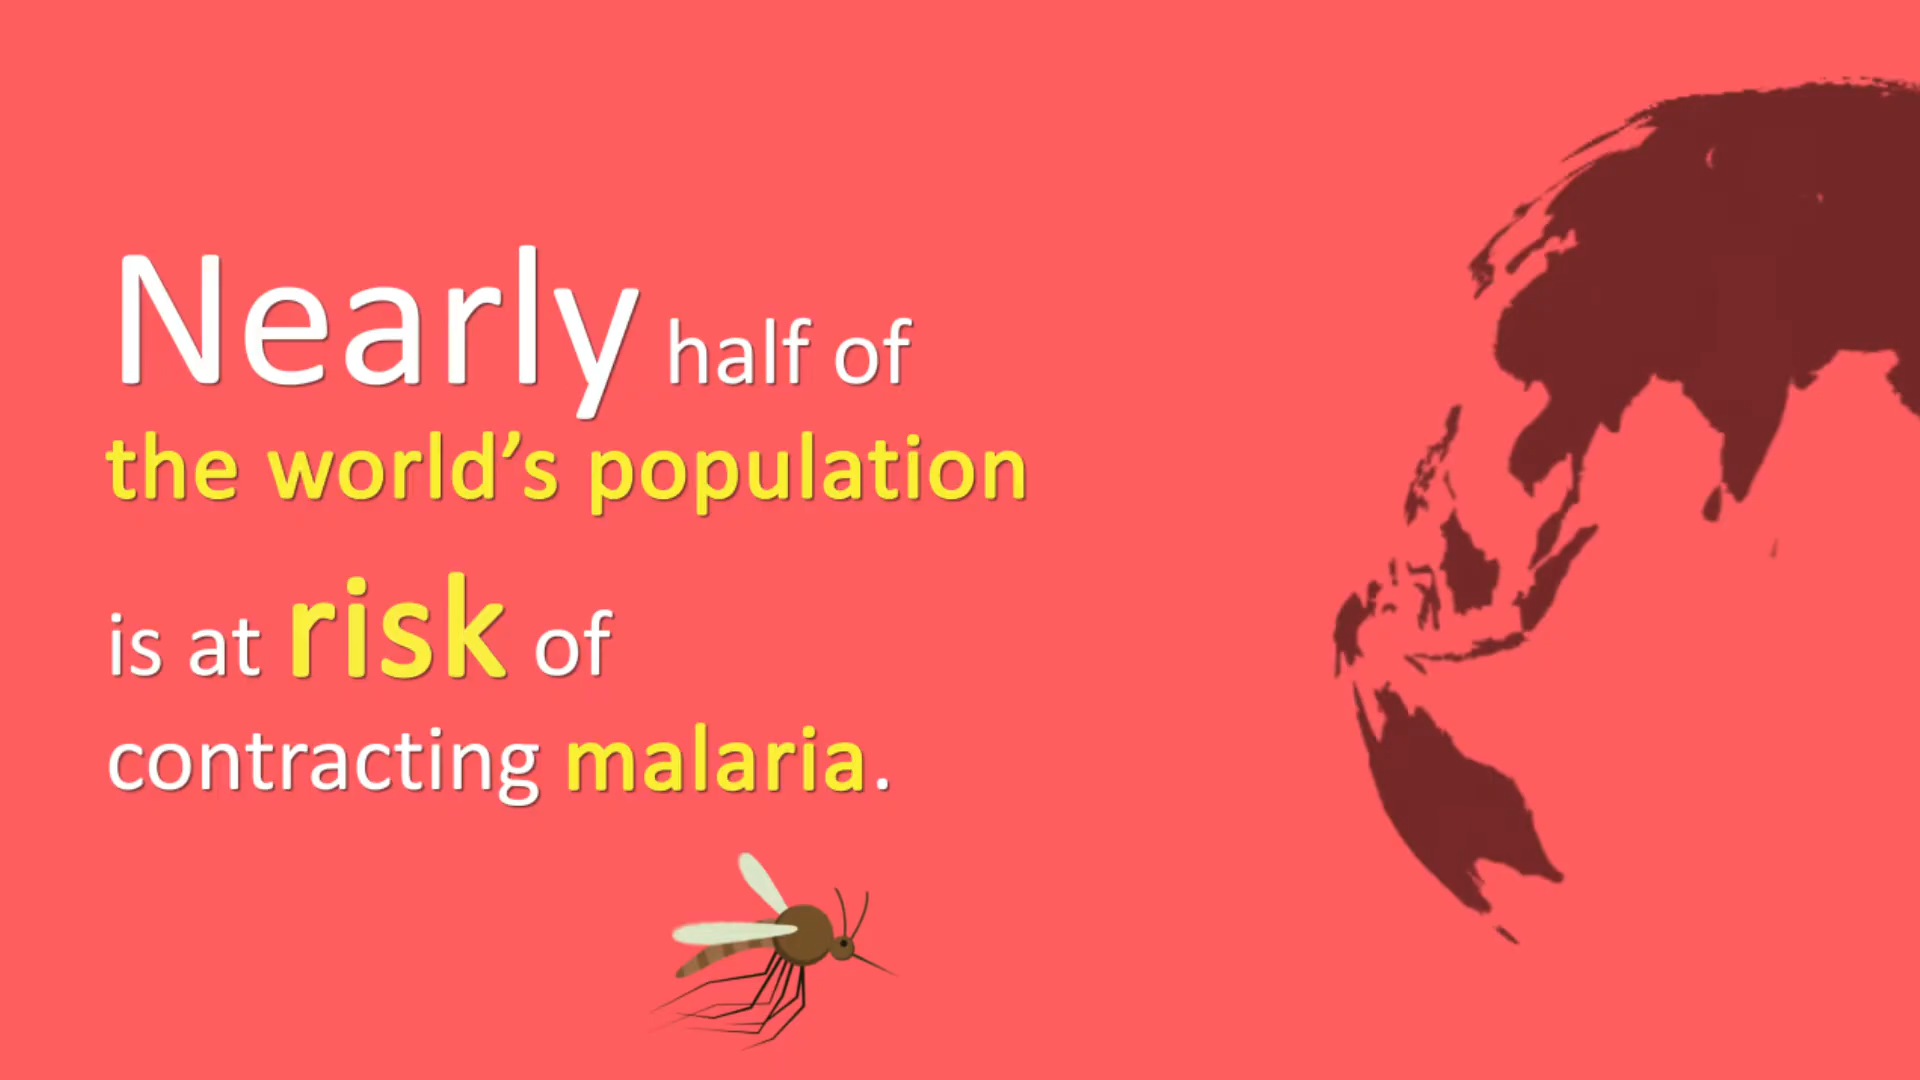 Nearly half of
the world’s population
is at risk of
contracting malaria.